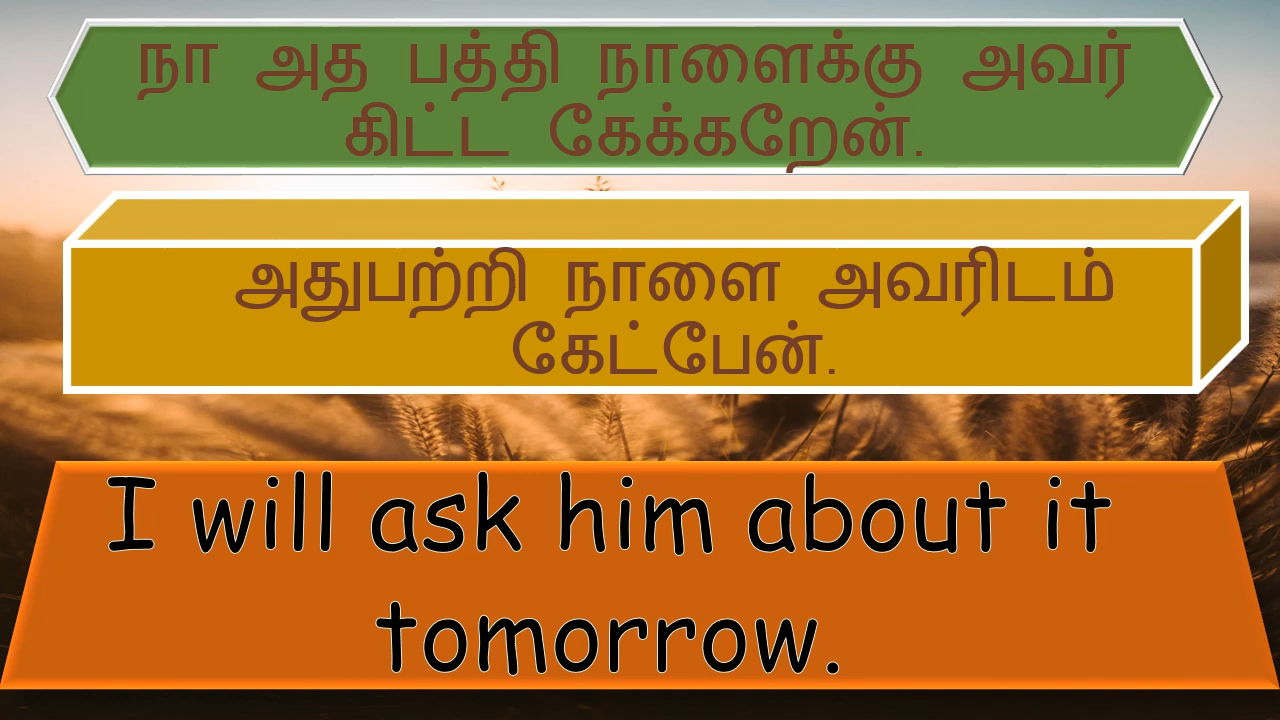 நா அத பத்தி நாளைக்கு அவர்
கிட்ட கேக்கறேன்.
அதுபற்றி நாளை அவரிடம்
கேட்பேன்.
I will ask him about it
tomorrow.